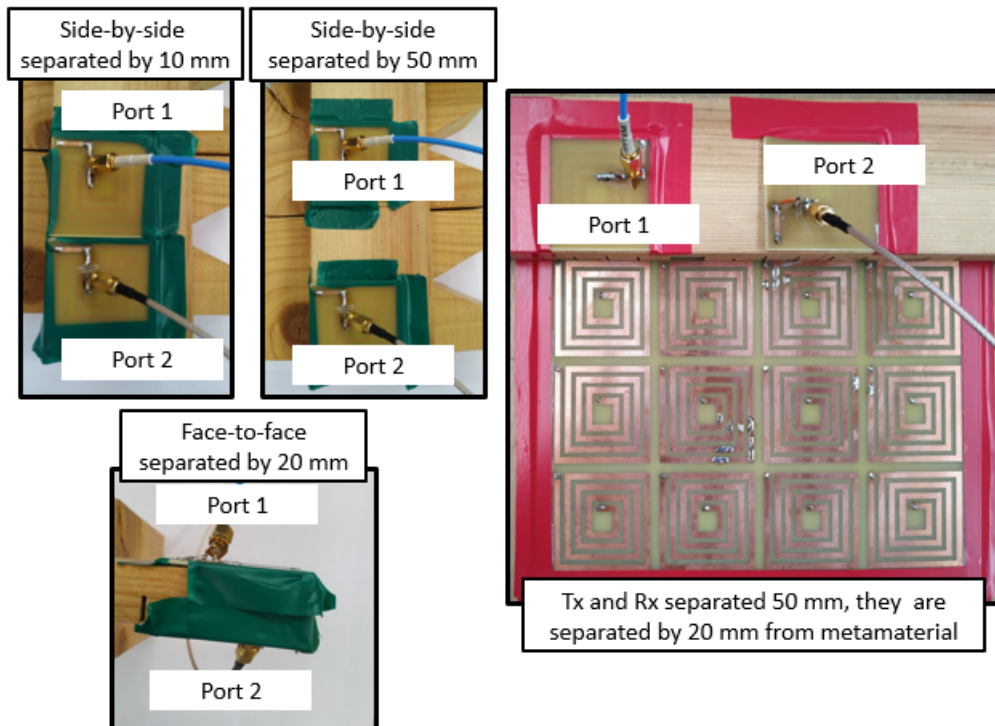 Side-by-side
separated by 10 mm
Port 1
Port 2
Side-by-side
separated by 50 mm
Port 1
Port 2
Face-to-face
separated by 20 mm
Port 1
Port 2
Port 1
Port 2
Tx and Rx separated 50 mm, they are
separated by 20 mm from metamaterial